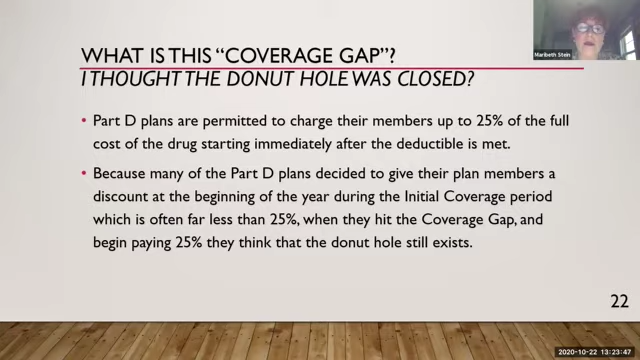 Maribeth Stein
WHAT IS THIS "COVERAGE GAP"?
I THOUGHT THE DONUT HOLE WAS CLOSED?
• Part D plans are permitted to charge their members up to 25% of the full
cost of the drug starting immediately after the deductible is met.
• Because many of the Part D plans decided to give their plan members a
discount at the beginning of the year during the Initial Coverage period
which is often far less than 25%, when they hit the Coverage Gap, and
begin paying 25% they think that the donut hole still exists.
22
2020-10-22 13:23:47